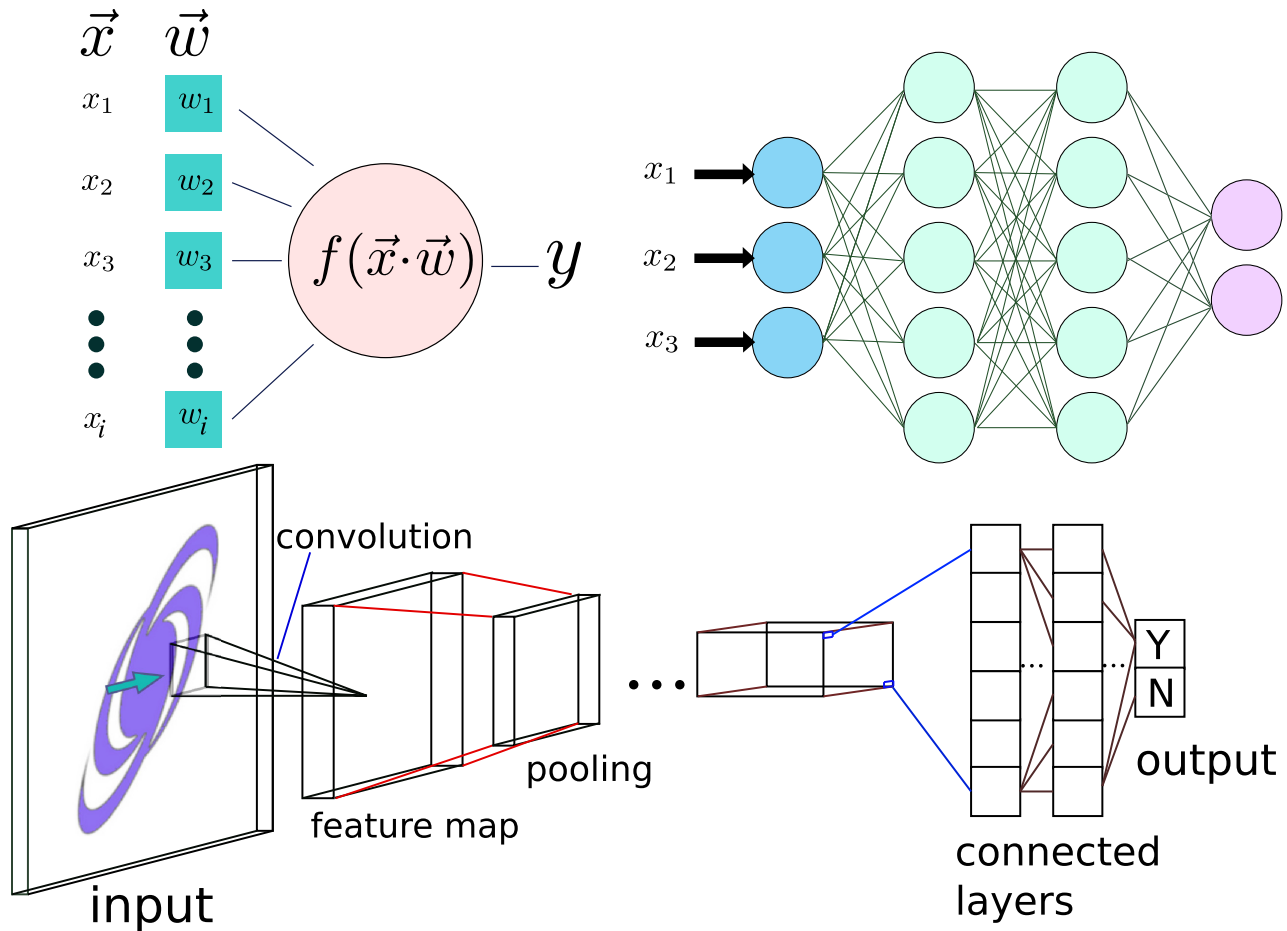 x⃗ w⃗
x₁ w₁
x₂ w₂
x₃ w₃
xᵢ wᵢ
f(x⃗·w⃗)
y
x₁
x₂
x₃
convolution
feature map
pooling
input
...
... ...
Y
N
output
connected
layers